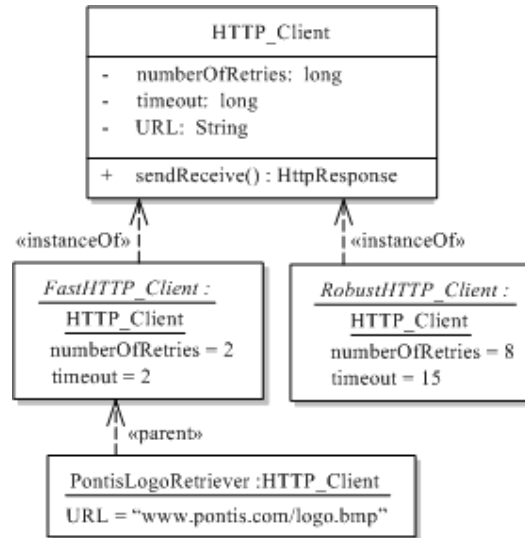 HTTP_Client
- numberOfRetries: long
- timeout: long
- URL: String
+ sendReceive() : HttpResponse
«instanceOf» «instanceOf»
FastHTTP_Client :
HTTP_Client
numberOfRetries = 2
timeout = 2
RobustHTTP_Client :
HTTP_Client
numberOfRetries = 8
timeout = 15
«parent»
PontisLogoRetriever :HTTP_Client
URL = “www.pontis.com/logo.bmp”